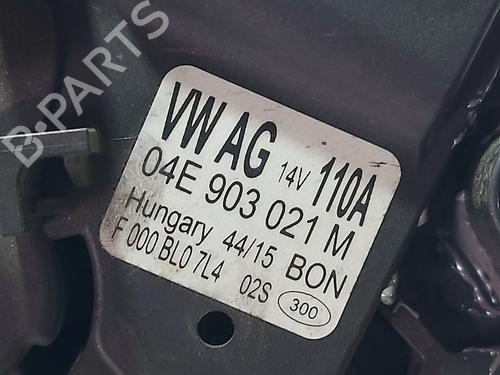 B-PARTS
VW AG 14V 110A
04E 903 021 M
Hungary 44/15 BON
F 000 BL0 7L4 02S 300